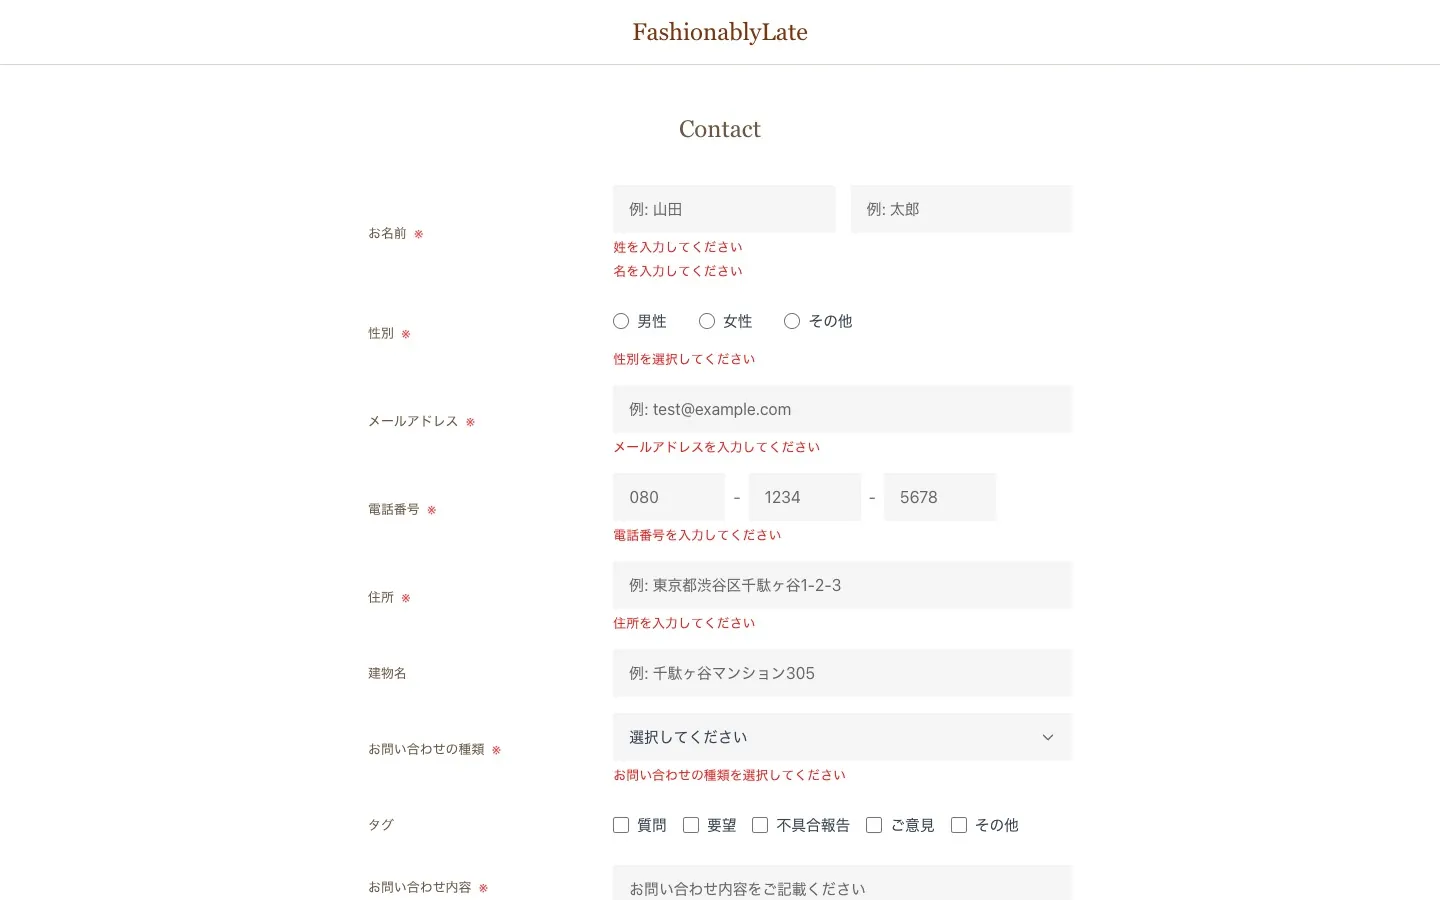 FashionablyLate
Contact
お名前 ※
例: 山田 例: 太郎
姓を入力してください
名を入力してください
性別 ※
男性 女性 その他
性別を選択してください
メールアドレス ※
例: test@example.com
メールアドレスを入力してください
電話番号 ※
080 - 1234 - 5678
電話番号を入力してください
住所 ※
例: 東京都渋谷区千駄ヶ谷1-2-3
住所を入力してください
建物名
例: 千駄ヶ谷マンション305
お問い合わせの種類 ※
選択してください
お問い合わせの種類を選択してください
タグ
質問 要望 不具合報告 ご意見 その他
お問い合わせ内容 ※
お問い合わせ内容をご記載ください